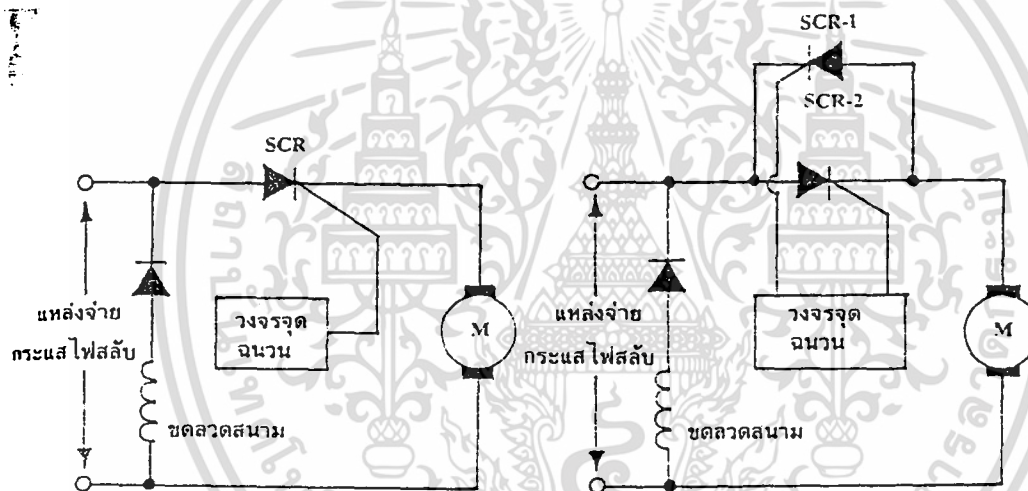 SCR
แหล่งจ่าย
กระแสไฟสลับ
วงจรจุด
ฉนวน
M
ขดลวดสนาม
SCR-1
SCR-2
แหล่งจ่าย
กระแสไฟสลับ
วงจรจุด
ฉนวน
M
ขดลวดสนาม